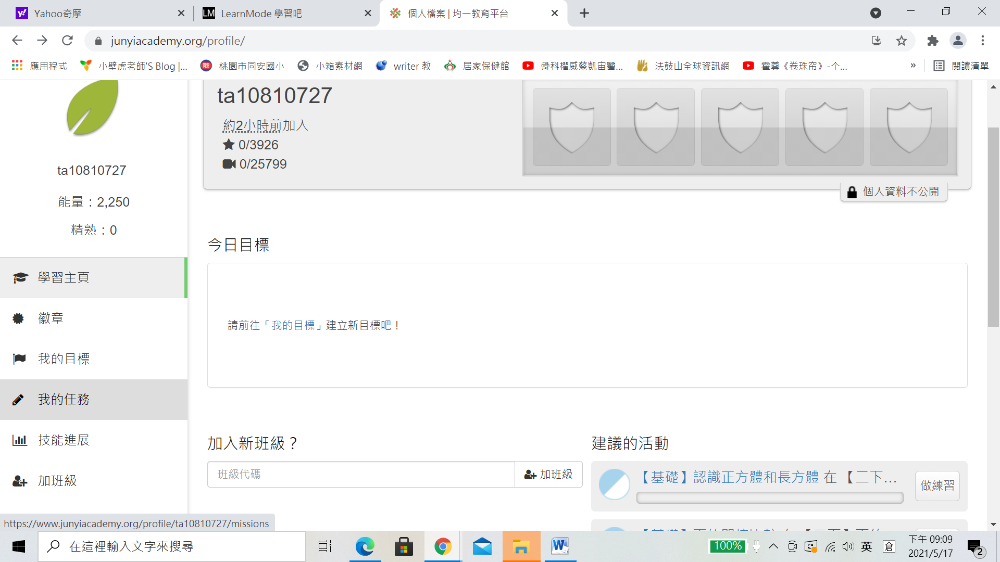 Yahoo奇摩
LM LearnMode 學習吧
個人檔案 | 均一教育平台
junyiacademy.org/profile/
應用程式
小壁虎老師'S Blog |...
桃園市同安國小
小箱素材網
writer 教
居家保健館
骨科權威蔡凱宙醫...
法鼓山全球資訊網
霍尊《卷珠帘》-个...
»
閱讀清單
ta10810727
能量：2,250
精熟：0
學習主頁
徽章
我的目標
我的任務
技能進展
加班級
ta10810727
約2小時前加入
0/3926
0/25799
個人資料不公開
今日目標
請前往「我的目標」建立新目標吧！
加入新班級？
班級代碼
加班級
建議的活動
【基礎】認識正方體和長方體 在 【二下...
做練習
https://www.junyiacademy.org/profile/ta10810727/missions
在這裡輸入文字來搜尋
100%
英
倉
下午 09:09
2021/5/17
2